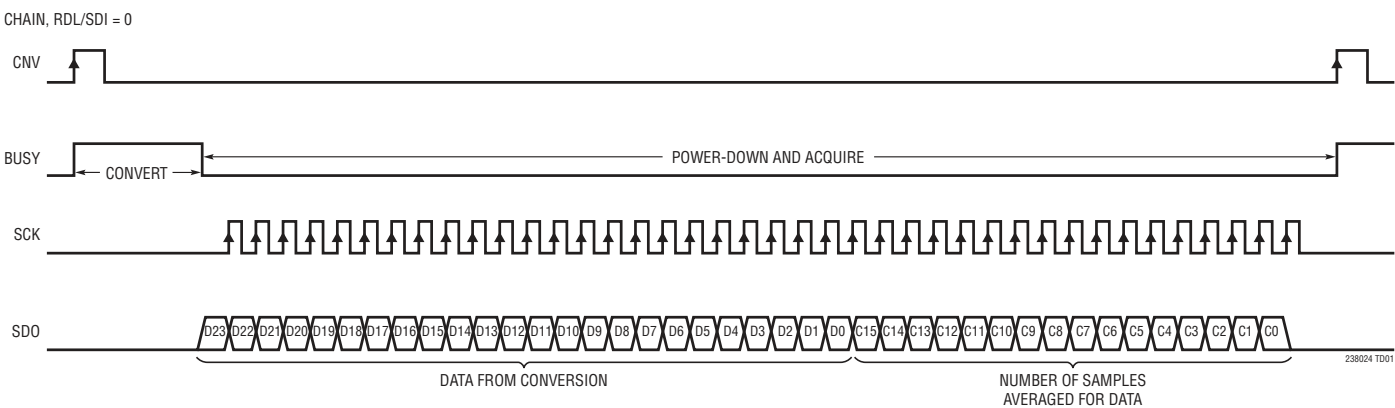 CHAIN, RDL/SDI = 0
CNV
BUSY
CONVERT
POWER-DOWN AND ACQUIRE
SCK
SDO
D23 D22 D21 D20 D19 D18 D17 D16 D15 D14 D13 D12 D11 D10 D9 D8 D7 D6 D5 D4 D3 D2 D1 D0 C15 C14 C13 C12 C11 C10 C9 C8 C7 C6 C5 C4 C3 C2 C1 C0
238024 TD01
DATA FROM CONVERSION
NUMBER OF SAMPLES
AVERAGED FOR DATA